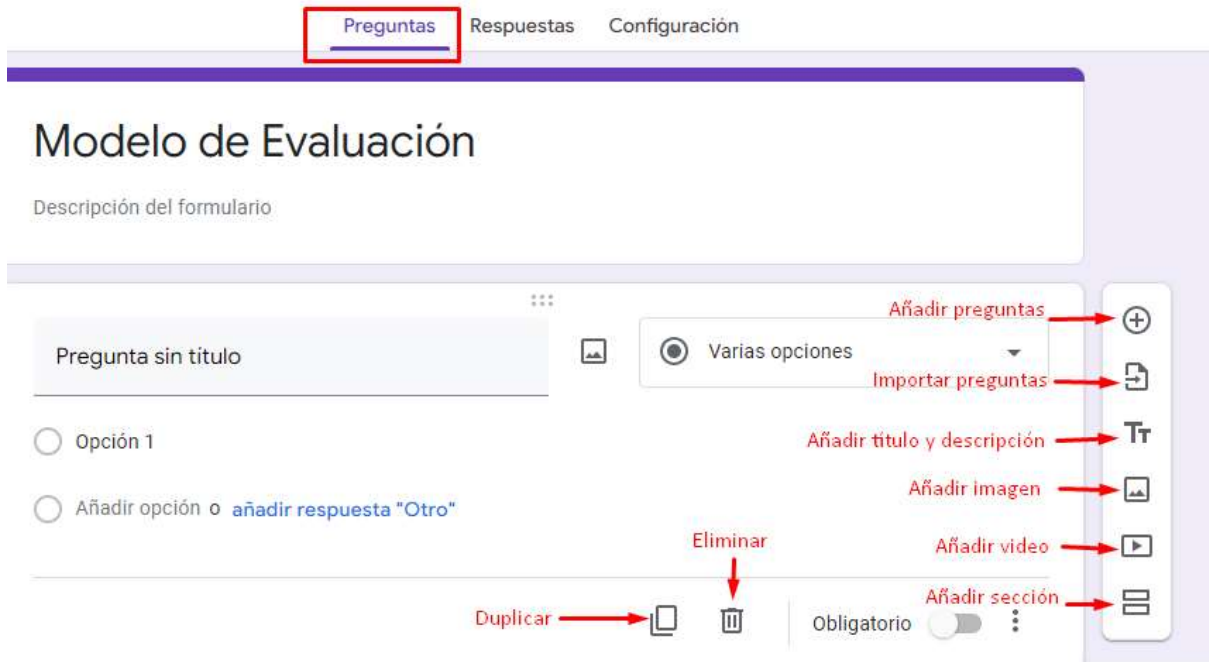 Preguntas Respuestas Configuración
Modelo de Evaluación
Descripción del formulario
Añadir preguntas
Pregunta sin título
Varias opciones
Importar preguntas
Opción 1
Añadir título y descripción
Añadir imagen
Añadir opción o añadir respuesta "Otro"
Eliminar
Añadir video
Añadir sección
Duplicar
Obligatorio